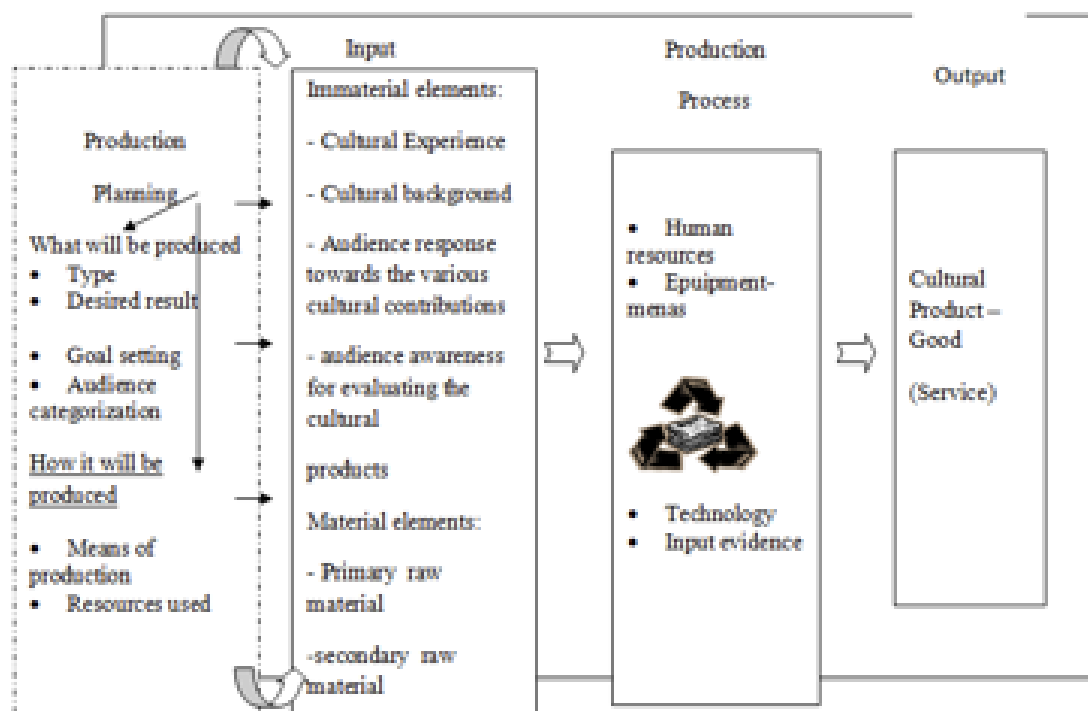 Production
Planning
What will be produced
• Type
• Desired result
• Goal setting
• Audience
categorization
How it will be
produced
• Means of
production
• Resources used
Input
Immaterial elements:
- Cultural Experience
- Cultural background
- Audience response
towards the various
cultural contributions
- audience awareness
for evaluating the
cultural
products
Material elements:
- Primary raw
material
-secondary raw
material
Production
Process
• Human
resources
• Epuipment-
menas
• Technology
• Input evidence
Output
Cultural
Product –
Good
(Service)